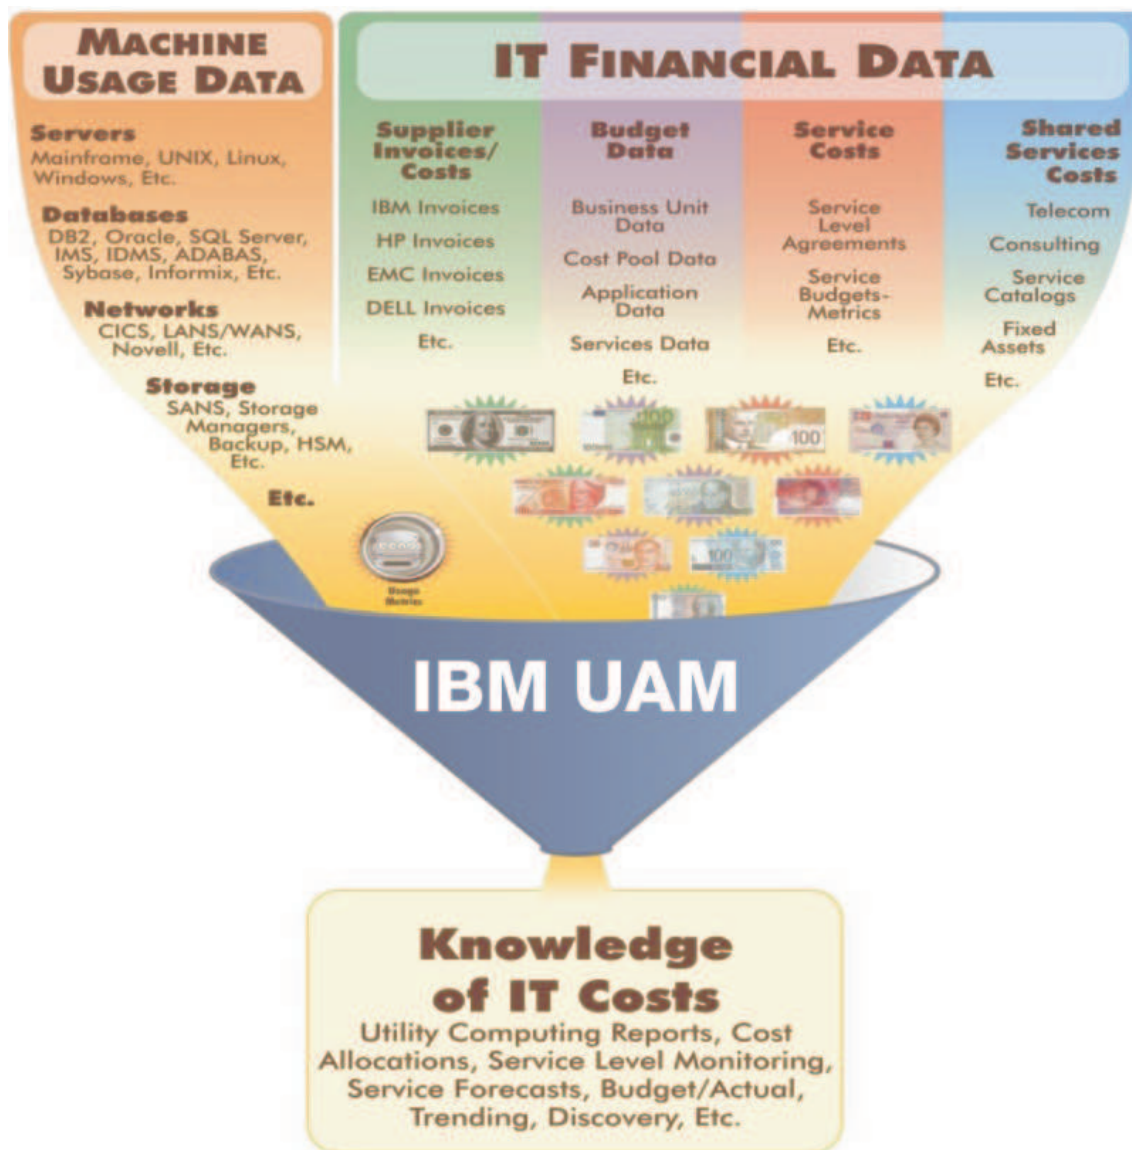 MACHINE
USAGE DATA
Servers
Mainframe, UNIX, Linux,
Windows, Etc.
Databases
DB2, Oracle, SQL Server,
IMS, IDMS, ADABAS,
Sybase, Informix, Etc.
Networks
CICS, LANS/WANS,
Novell, Etc.
Storage
SANS, Storage
Managers,
Backup, HSM,
Etc.
Etc.
Usage
Metrics
IT FINANCIAL DATA
Supplier
Invoices/
Costs
IBM Invoices
HP Invoices
EMC Invoices
DELL Invoices
Etc.
Budget
Data
Business Unit
Data
Cost Pool Data
Application
Data
Services Data
Etc.
Service
Costs
Service
Level
Agreements
Service
Budgets-
Metrics
Etc.
Shared
Services
Costs
Telecom
Consulting
Service
Catalogs
Fixed
Assets
Etc.
100
100
100
IBM UAM
Knowledge
of IT Costs
Utility Computing Reports, Cost
Allocations, Service Level Monitoring,
Service Forecasts, Budget/Actual,
Trending, Discovery, Etc.